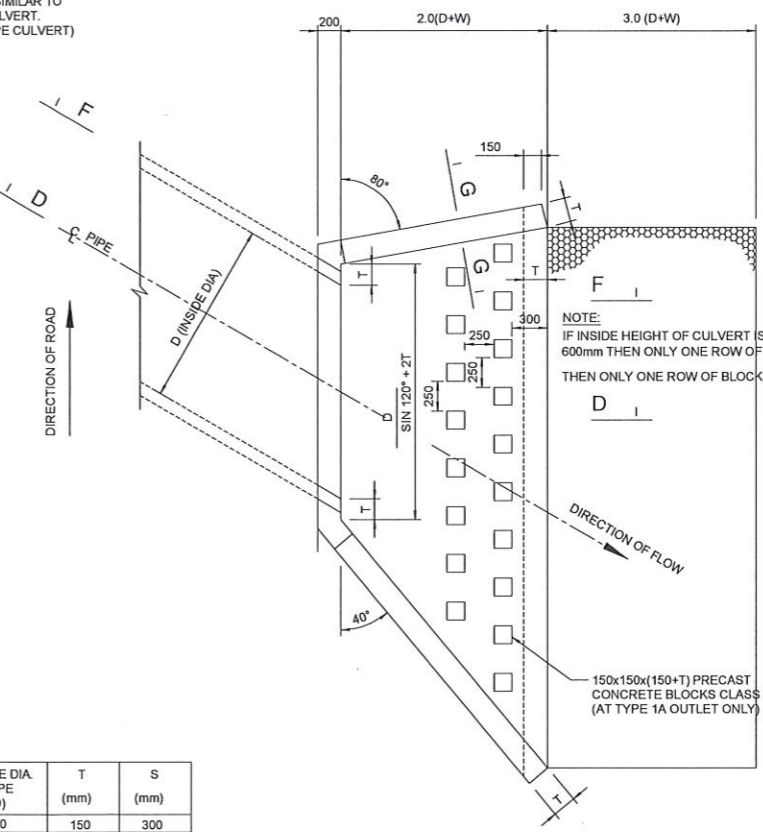 SIMILAR TO
CULVERT.
PE CULVERT)
200
2.0(D+W)
3.0 (D+W)
F
D
℄ PIPE
150
80°
G
T
G
T
T
F
D (INSIDE DIA)
300
NOTE:
IF INSIDE HEIGHT OF CULVERT IS
600mm THEN ONLY ONE ROW OF
THEN ONLY ONE ROW OF BLOCK
250
250
250
D
SIN 120° + 2T
D
DIRECTION OF ROAD
T
DIRECTION OF FLOW
40°
150x150x(150+T) PRECAST
CONCRETE BLOCKS CLASS
(AT TYPE 1A OUTLET ONLY)
T
E DIA.
T
S
(mm)
(mm)
150
300